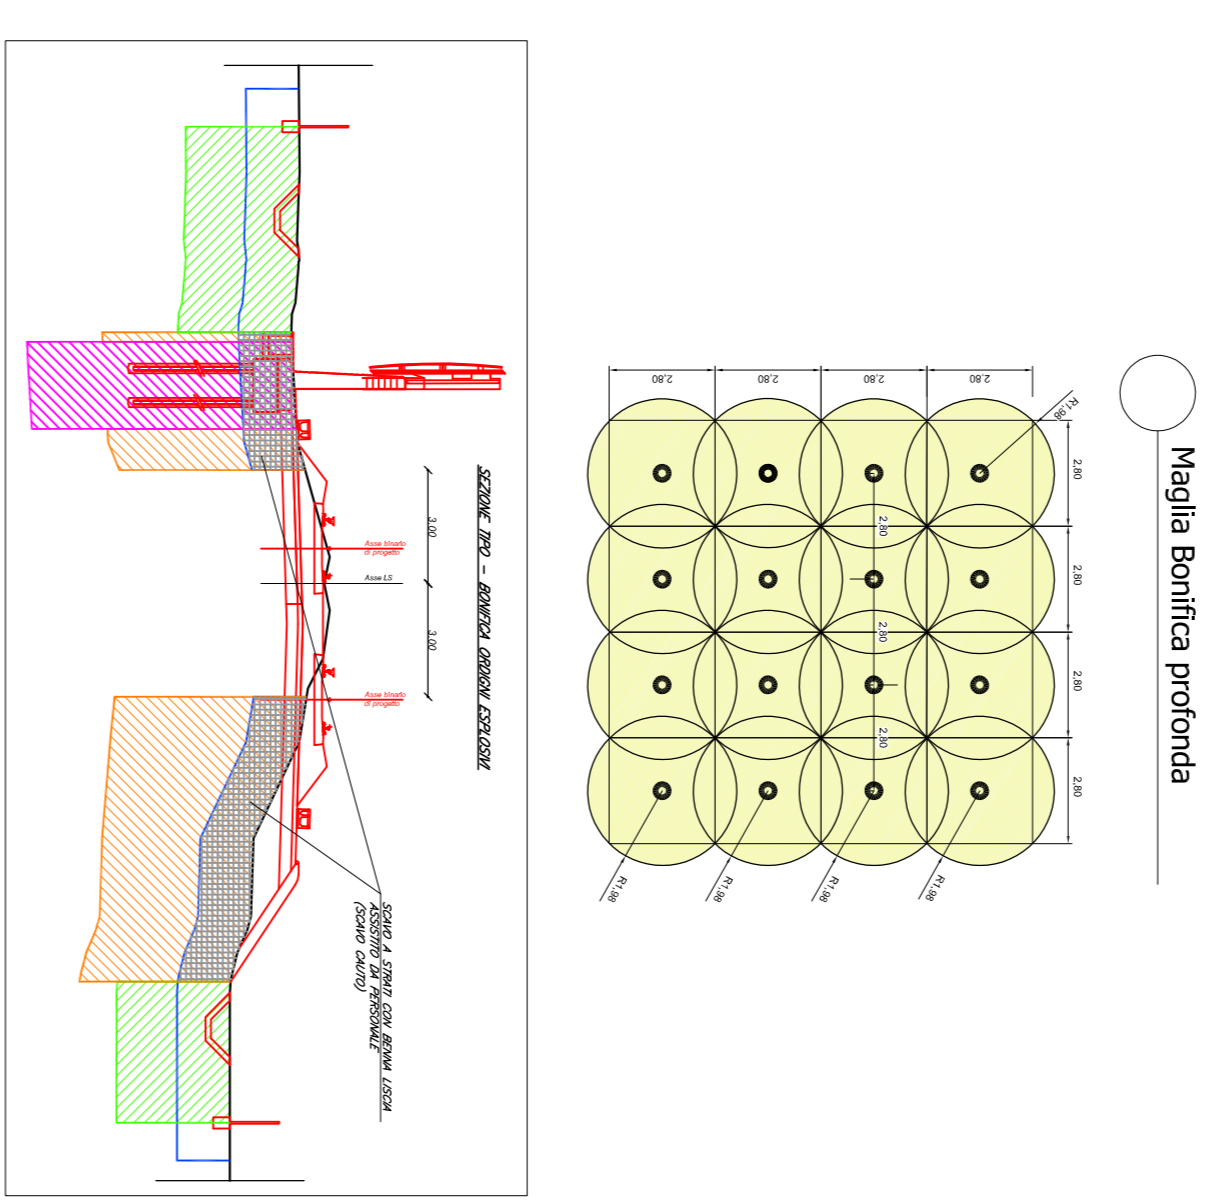 Maglia Bonifica profonda
2,80
2,80
2,80
2,80
R1,98
2,80
2,80
2,80
2,80
2,80
2,80
2,80
R1,98
R1,98
R1,98
R1,98
SEZIONE TIPO - BONIFICA ORDIGNI ESPLOSIVI
3.00
3.00
Asse binario
di progetto
Asse LS
Asse binario
di progetto
SCAVO A STRATI CON BENNA LISCIA
ASSISTITO DA PERSONALE
(SCAVO CAUTO)